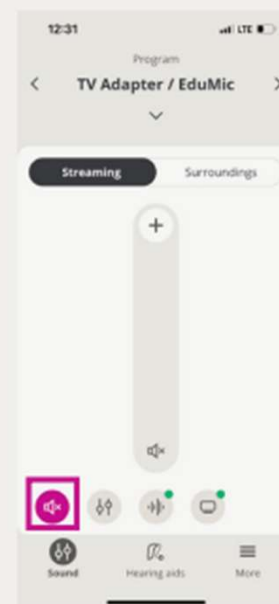 12:31
LTE
Program
TV Adapter / EduMic
Streaming
Surroundings
Sound
Hearing aids
More